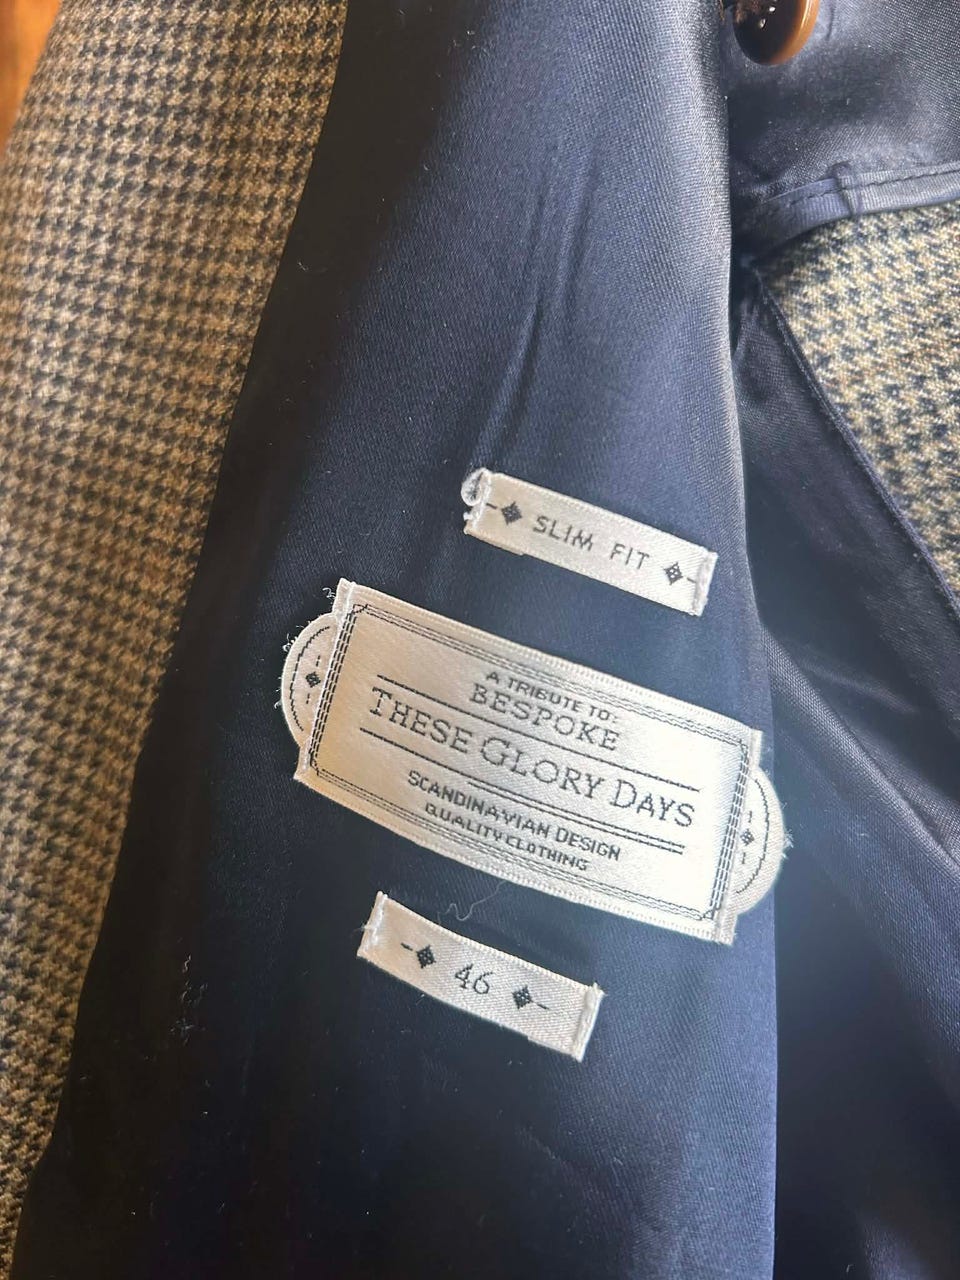 SLIM FIT
A TRIBUTE TO:
BESPOKE
THESE GLORY DAYS
SCANDINAVIAN DESIGN
QUALITY CLOTHING
46